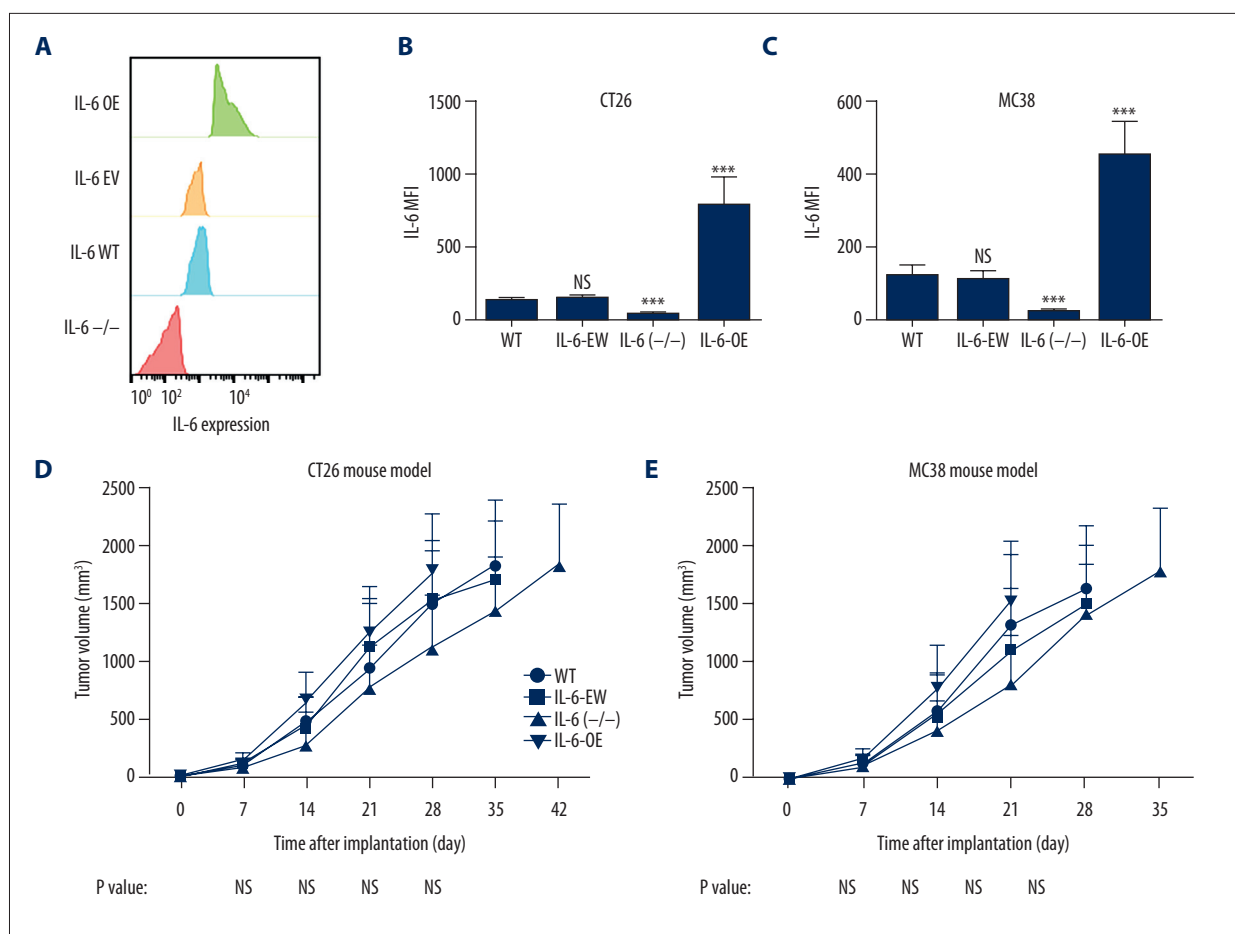 A
IL-6 OE
IL-6 EV
IL-6 WT
IL-6 –/–
10⁰ 10² 10⁴
IL-6 expression
B
CT26
IL-6 MFI
1500
1000
500
0
NS
***
***
WT IL-6-EW IL-6 (–/–) IL-6-OE
C
MC38
IL-6 MFI
600
400
200
0
NS
***
***
WT IL-6-EW IL-6 (–/–) IL-6-OE
D
CT26 mouse model
Tumor volume (mm³)
2500
2000
1500
1000
500
0
WT
IL-6-EW
IL-6 (–/–)
IL-6-OE
0 7 14 21 28 35 42
Time after implantation (day)
P value: NS NS NS NS
E
MC38 mouse model
Tumor volume (mm³)
2500
2000
1500
1000
500
0
0 7 14 21 28 35
Time after implantation (day)
P value: NS NS NS NS